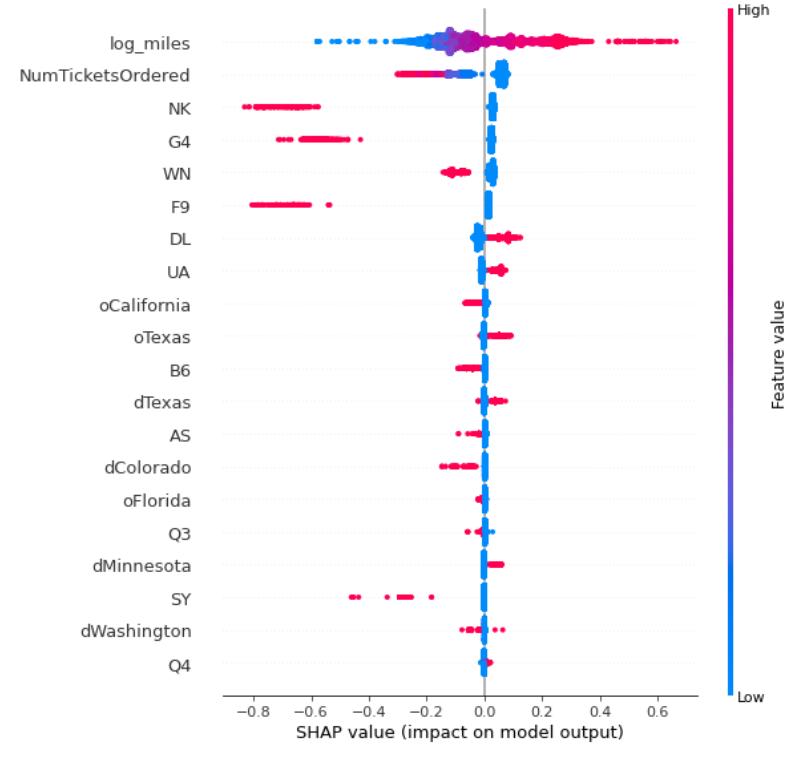 High
log_miles
NumTicketsOrdered
NK
G4
WN
F9
DL
UA
oCalifornia
oTexas
B6
dTexas
AS
dColorado
oFlorida
Q3
dMinnesota
SY
dWashington
Q4
Feature value
Low
−0.8 −0.6 −0.4 −0.2 0.0 0.2 0.4 0.6
SHAP value (impact on model output)